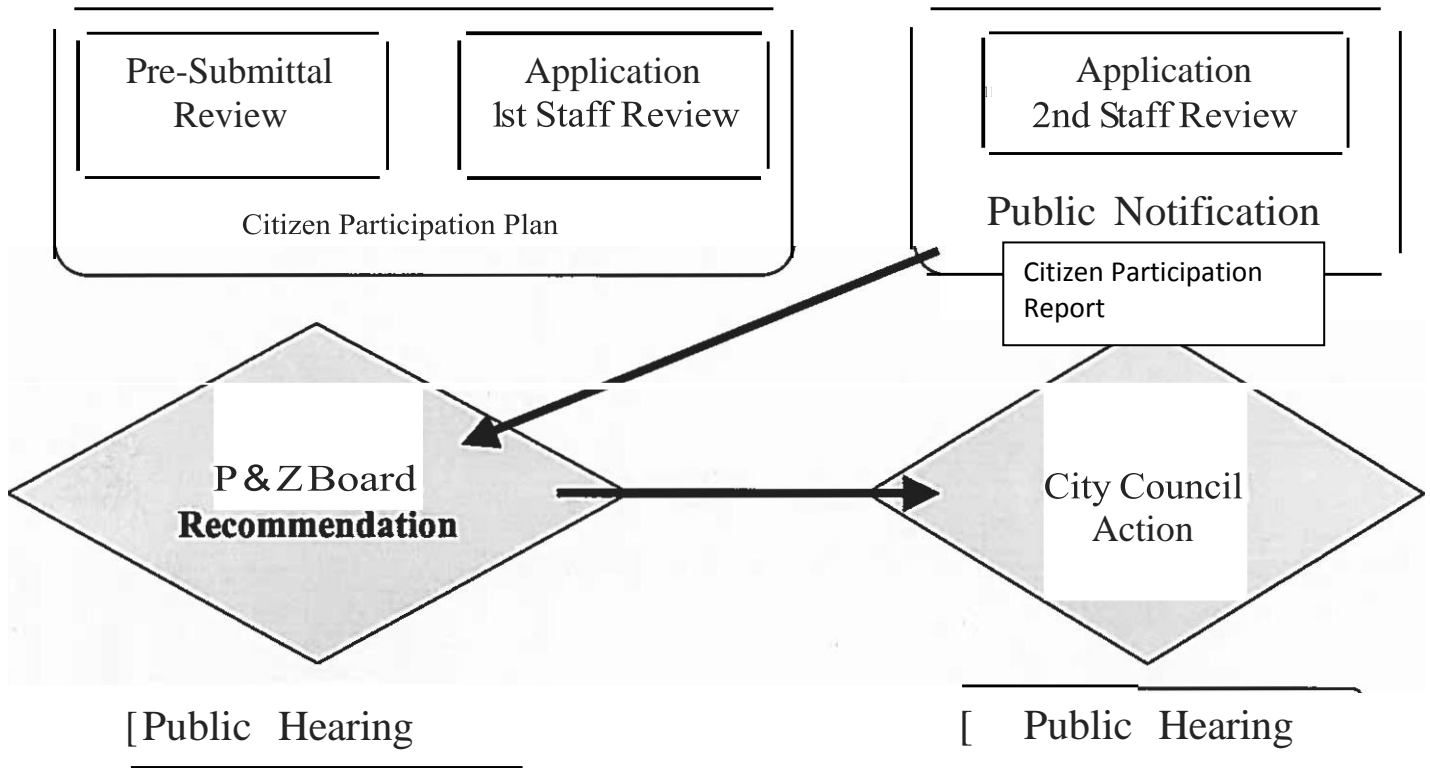 Pre-Submittal
Review
Application
1st Staff Review
Citizen Participation Plan
Application
2nd Staff Review
Public Notification
Citizen Participation
Report
P & Z Board
Recommendation
City Council
Action
[Public Hearing
[ Public Hearing